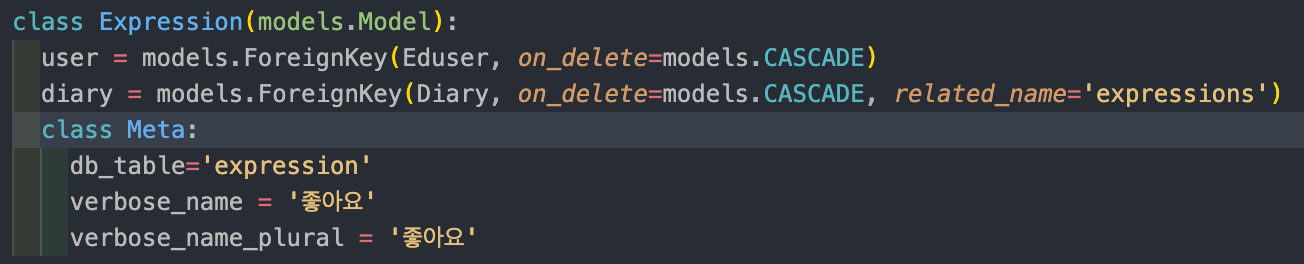 class Expression(models.Model):
    user = models.ForeignKey(Eduser, on_delete=models.CASCADE)
    diary = models.ForeignKey(Diary, on_delete=models.CASCADE, related_name='expressions')
    class Meta:
        db_table='expression'
        verbose_name = '좋아요'
        verbose_name_plural = '좋아요'